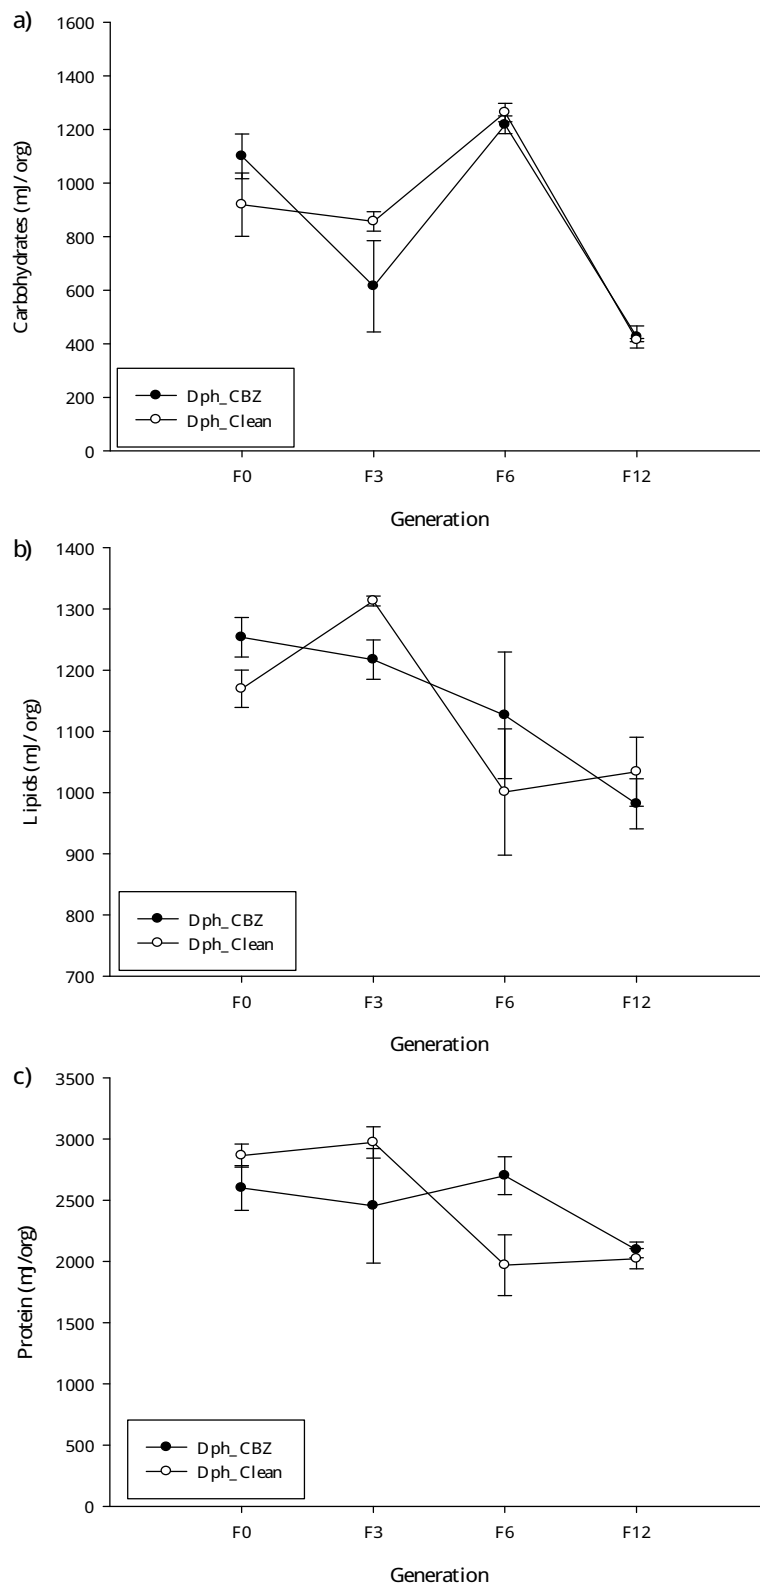 a)
1600
1400
1200
1000
800
600
400
200
0
Carbohydrates (mJ/org)
Dph_CBZ
Dph_Clean
F0 F3 F6 F12
Generation
b)
1400
1300
1200
1100
1000
900
800
700
Lipids (mJ/org)
Dph_CBZ
Dph_Clean
F0 F3 F6 F12
Generation
c)
3500
3000
2500
2000
1500
1000
500
0
Protein (mJ/org)
Dph_CBZ
Dph_Clean
F0 F3 F6 F12
Generation